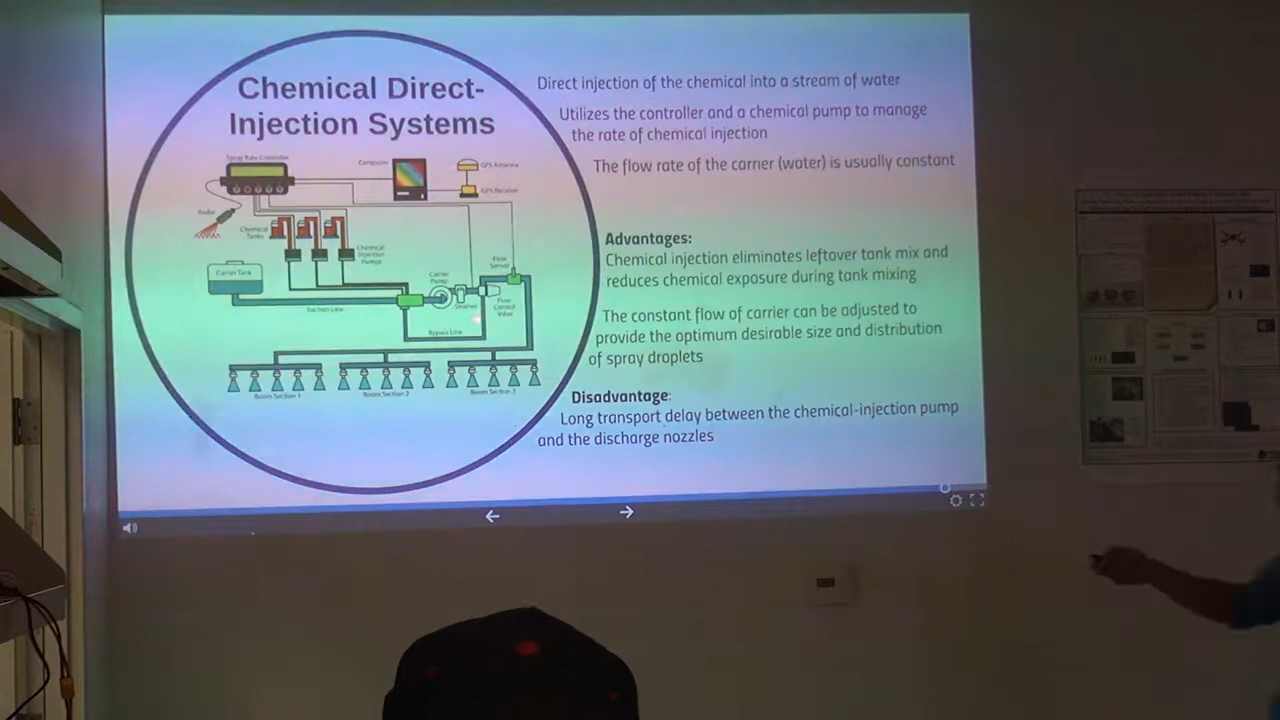 Chemical Direct-
Injection Systems
Spray Rate Controller
Computer
GPS Antenna
GPS Receiver
Radar
Chemical
Tanks
Chemical
Injection
Pumps
Carrier Tank
Carrier
Pump
Flow
Sensor
Strainer
Flow
Control
Valve
Suction Line
Bypass Line
Boom Section 1
Boom Section 2
Boom Section 3
Direct injection of the chemical into a stream of water
Utilizes the controller and a chemical pump to manage
the rate of chemical injection
The flow rate of the carrier (water) is usually constant
Advantages:
Chemical injection eliminates leftover tank mix and
reduces chemical exposure during tank mixing
The constant flow of carrier can be adjusted to
provide the optimum desirable size and distribution
of spray droplets
Disadvantage:
Long transport delay between the chemical-injection pump
and the discharge nozzles